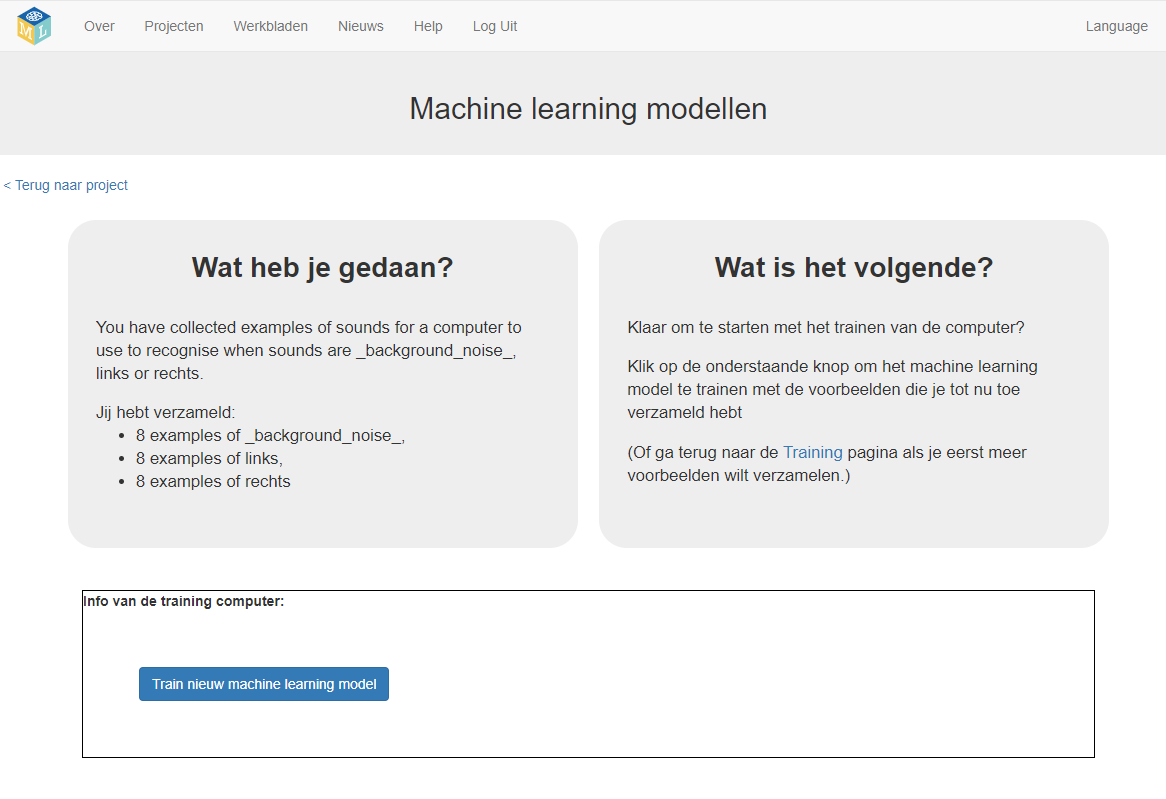 M L
Over Projecten Werkbladen Nieuws Help Log Uit Language
Machine learning modellen
< Terug naar project
Wat heb je gedaan?
You have collected examples of sounds for a computer to
use to recognise when sounds are _background_noise_,
links or rechts.
Jij hebt verzameld:
• 8 examples of _background_noise_,
• 8 examples of links,
• 8 examples of rechts
Wat is het volgende?
Klaar om te starten met het trainen van de computer?
Klik op de onderstaande knop om het machine learning
model te trainen met de voorbeelden die je tot nu toe
verzameld hebt
(Of ga terug naar de Training pagina als je eerst meer
voorbeelden wilt verzamelen.)
Info van de training computer:
Train nieuw machine learning model